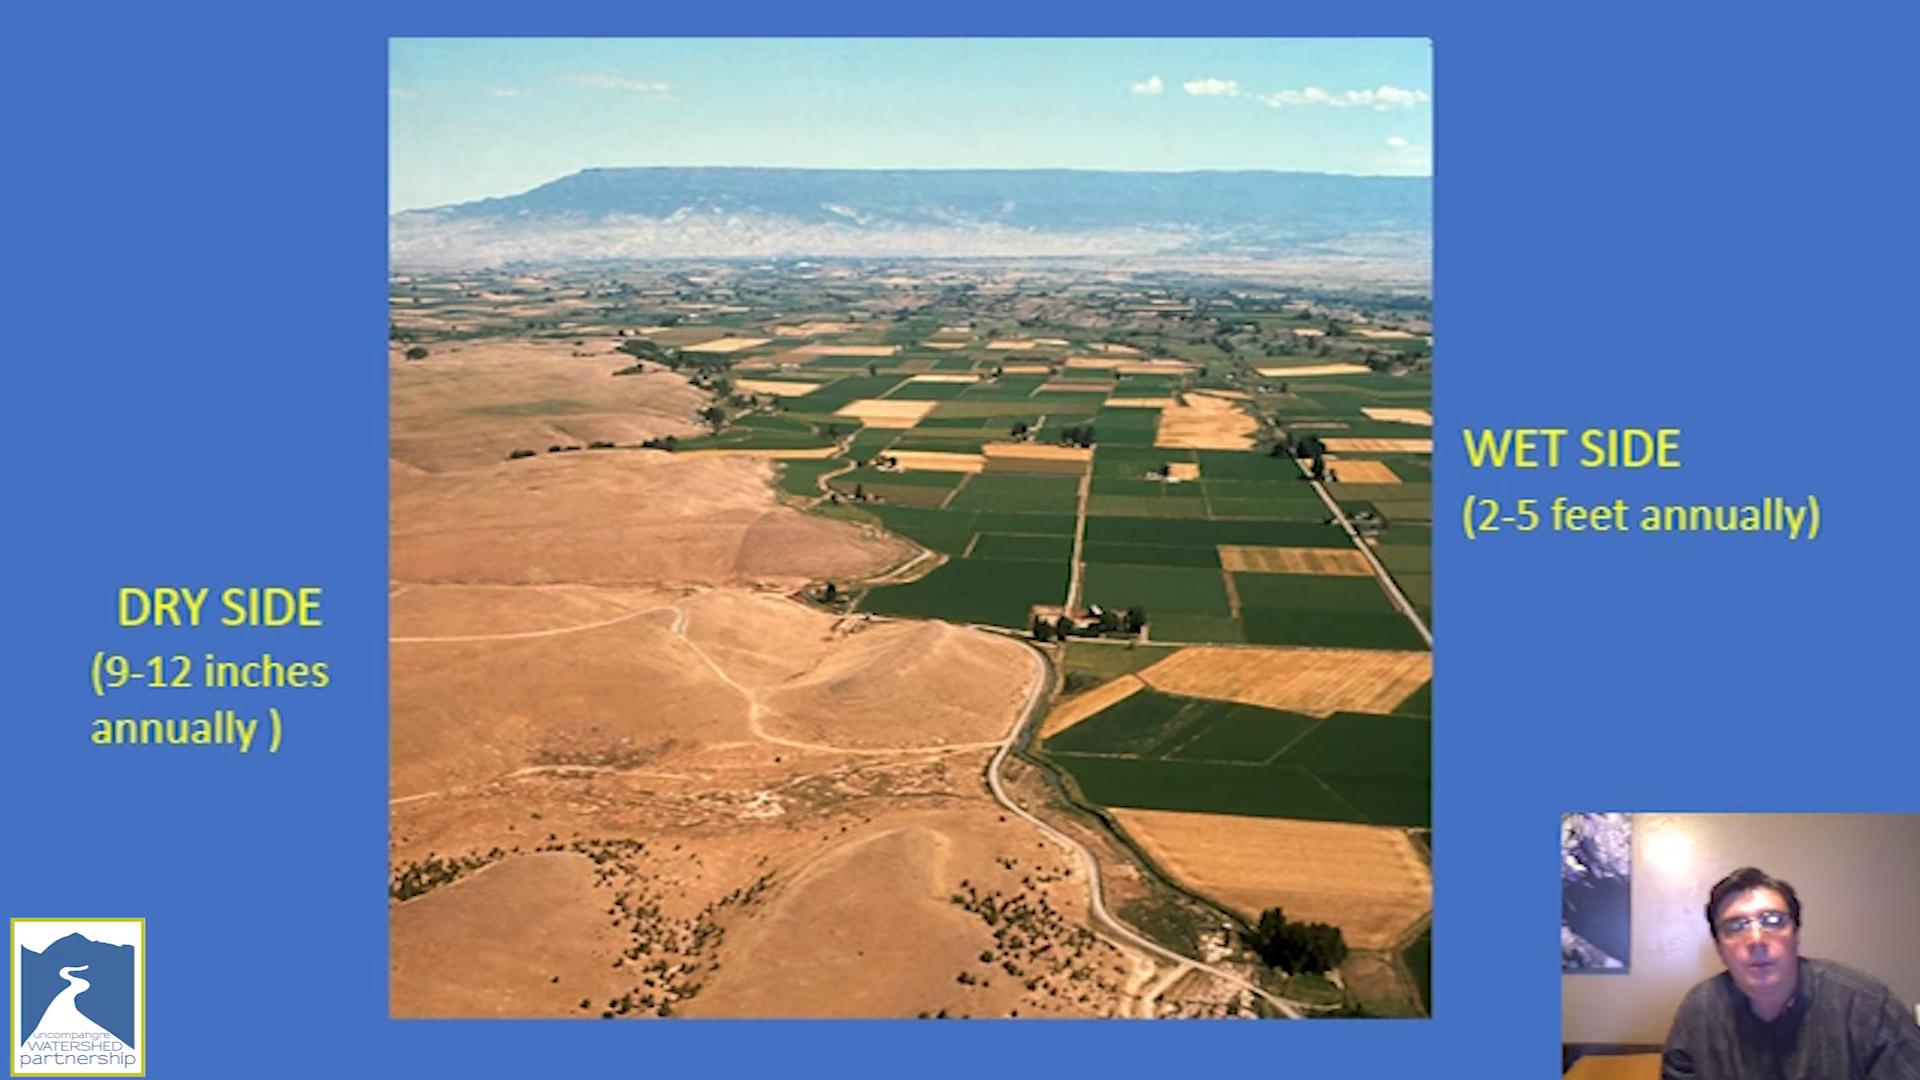 WET SIDE
(2-5 feet annually)
DRY SIDE
(9-12 inches
annually )
uncompahgre
WATERSHED
partnership